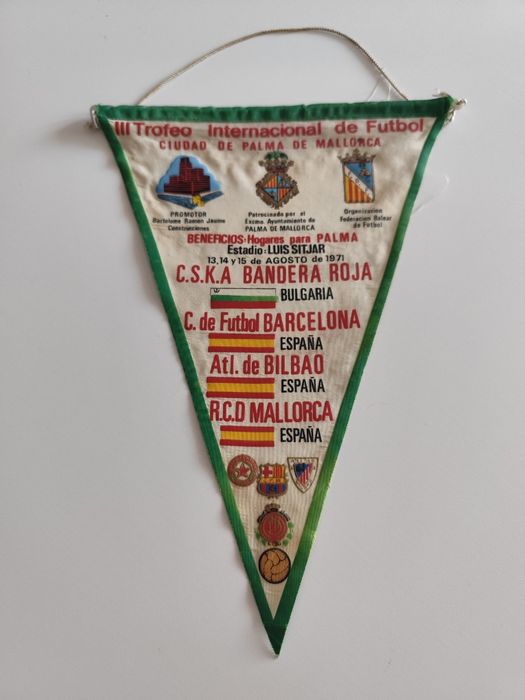 III Trofeo Internacional de Futbol
CIUDAD DE PALMA DE MALLORCA
PROMOTOR
Bartolome Ramon Jaume
Construcciones
Patrocinado por el
Excmo. Ayuntamiento de
PALMA DE MALLORCA
Organizacion
Federacion Balear
de Futbol
BENEFICIOS:Hogares para PALMA
Estadio: LUIS SITJAR
13,14 y 15 de AGOSTO de 1971
C.S.K.A BANDERA ROJA
BULGARIA
C. de Futbol BARCELONA
ESPAÑA
Atl. de BILBAO
ESPAÑA
R.C.D MALLORCA
ESPAÑA